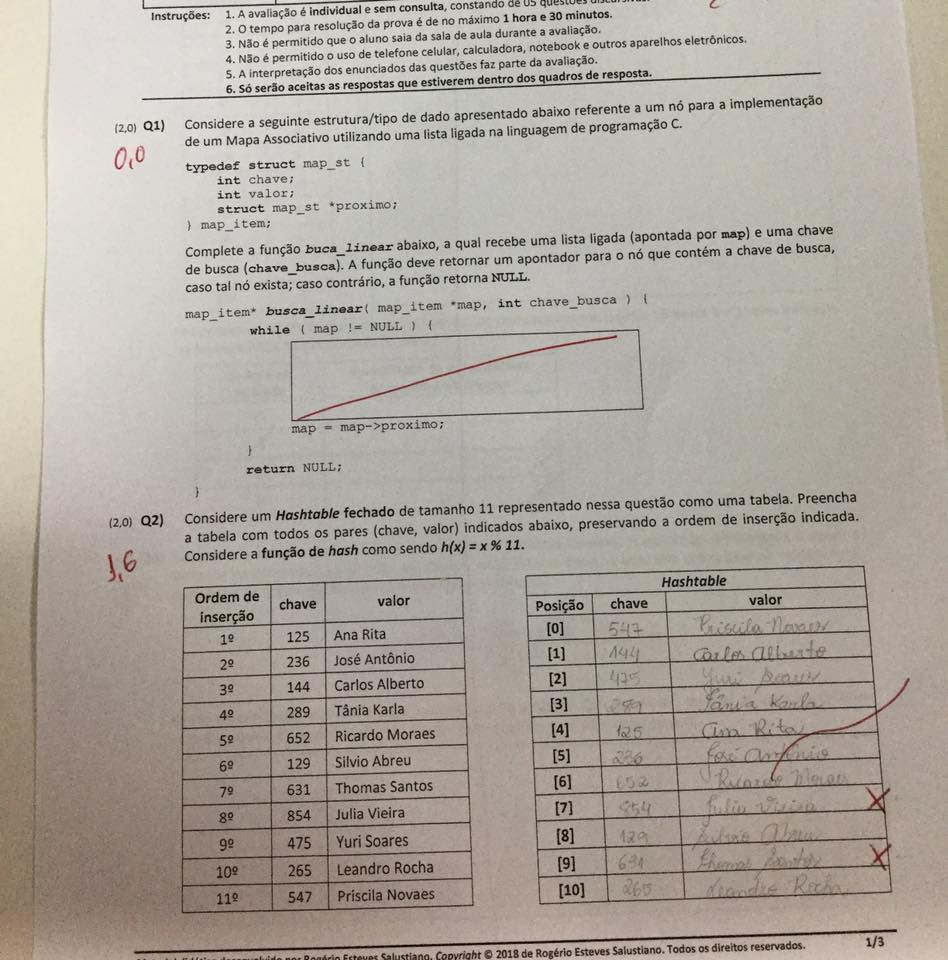 Instruções: 1. A avaliação é individual e sem consulta, constando de 05 questões discursivas.
2. O tempo para resolução da prova é de no máximo 1 hora e 30 minutos.
3. Não é permitido que o aluno saia da sala de aula durante a avaliação.
4. Não é permitido o uso de telefone celular, calculadora, notebook e outros aparelhos eletrônicos.
5. A interpretação dos enunciados das questões faz parte da avaliação.
6. Só serão aceitas as respostas que estiverem dentro dos quadros de resposta.
(2,0) Q1) Considere a seguinte estrutura/tipo de dado apresentado abaixo referente a um nó para a implementação
0,0 de um Mapa Associativo utilizando uma lista ligada na linguagem de programação C.
typedef struct map_st {
int chave;
int valor;
struct map_st *proximo;
} map_item;
Complete a função buca_linear abaixo, a qual recebe uma lista ligada (apontada por map) e uma chave
de busca (chave_busca). A função deve retornar um apontador para o nó que contém a chave de busca,
caso tal nó exista; caso contrário, a função retorna NULL.
map_item* busca_linear( map_item *map, int chave_busca ) {
while ( map != NULL ) {
map = map->proximo;
}
return NULL;
}
(2,0) Q2) Considere um Hashtable fechado de tamanho 11 representado nessa questão como uma tabela. Preencha
1,6 a tabela com todos os pares (chave, valor) indicados abaixo, preservando a ordem de inserção indicada.
Considere a função de hash como sendo h(x) = x % 11.
Ordem de inserção chave valor
1º 125 Ana Rita
2º 236 José Antônio
3º 144 Carlos Alberto
4º 289 Tânia Karla
5º 652 Ricardo Moraes
6º 129 Silvio Abreu
7º 631 Thomas Santos
8º 854 Julia Vieira
9º 475 Yuri Soares
10º 265 Leandro Rocha
11º 547 Priscila Novaes
Hashtable
Posição chave valor
[0] 547 Priscila Novaes
[1] 144 Carlos Alberto
[2] 475 Yuri Soares
[3] 289 Tânia Karla
[4] 125 Ana Rita
[5] 236 José Antônio
[6] 652 Ricardo Moraes
[7] 854 Julia Vieira X
[8] 129 Abreu
[9] 631 Thomas Santos X
[10] 265 Leandro Rocha
Rogério Esteves Salustiano. Copyright © 2018 de Rogério Esteves Salustiano. Todos os direitos reservados. 1/3